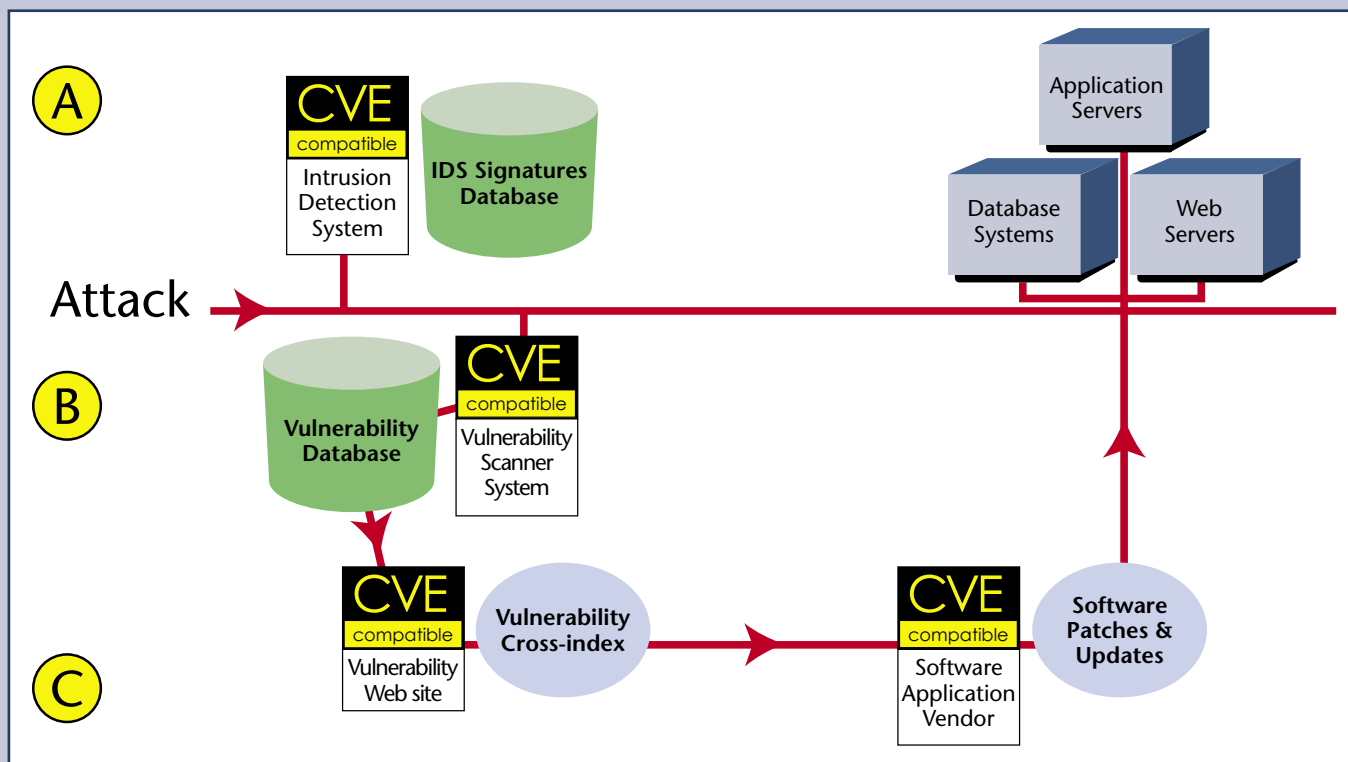 A
CVE
compatible
Intrusion
Detection
System
IDS Signatures
Database
Application
Servers
Database
Systems
Web
Servers
Attack
B
Vulnerability
Database
CVE
compatible
Vulnerability
Scanner
System
C
CVE
compatible
Vulnerability
Web site
Vulnerability
Cross-index
CVE
compatible
Software
Application
Vendor
Software
Patches &
Updates